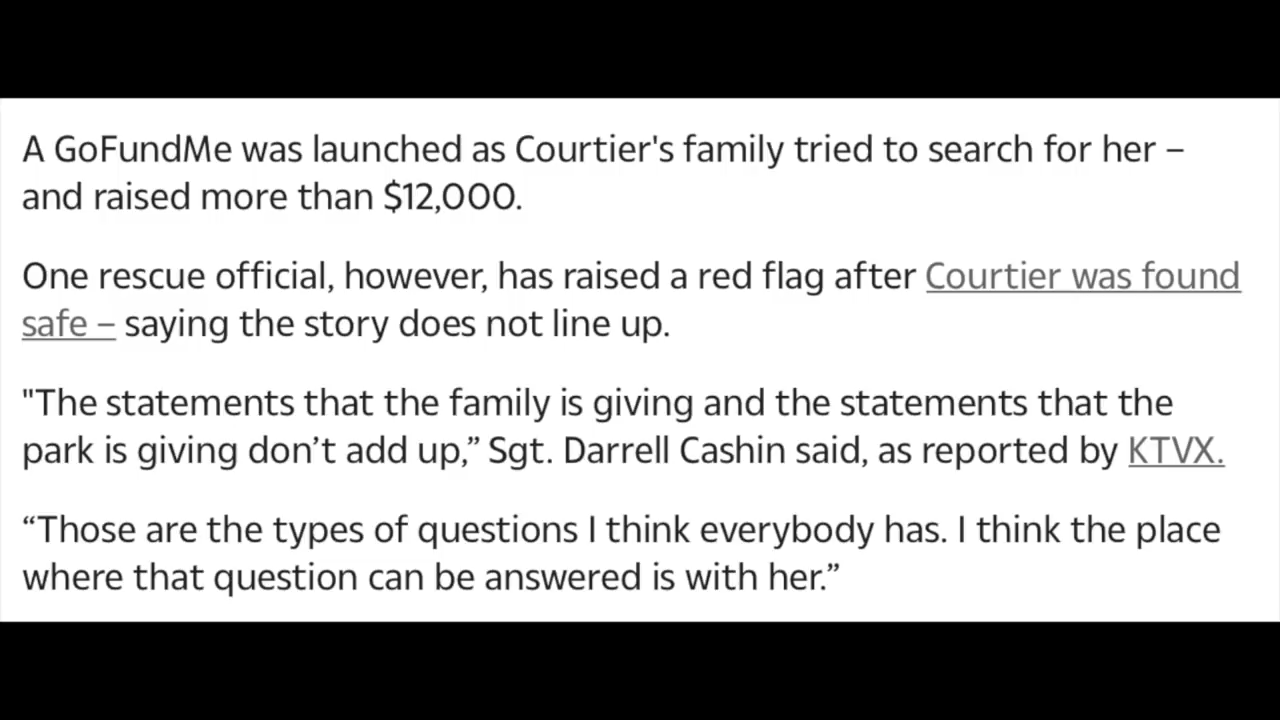 A GoFundMe was launched as Courtier's family tried to search for her –
and raised more than $12,000.
One rescue official, however, has raised a red flag after Courtier was found
safe – saying the story does not line up.
"The statements that the family is giving and the statements that the
park is giving don’t add up,” Sgt. Darrell Cashin said, as reported by KTVX.
“Those are the types of questions I think everybody has. I think the place
where that question can be answered is with her.”